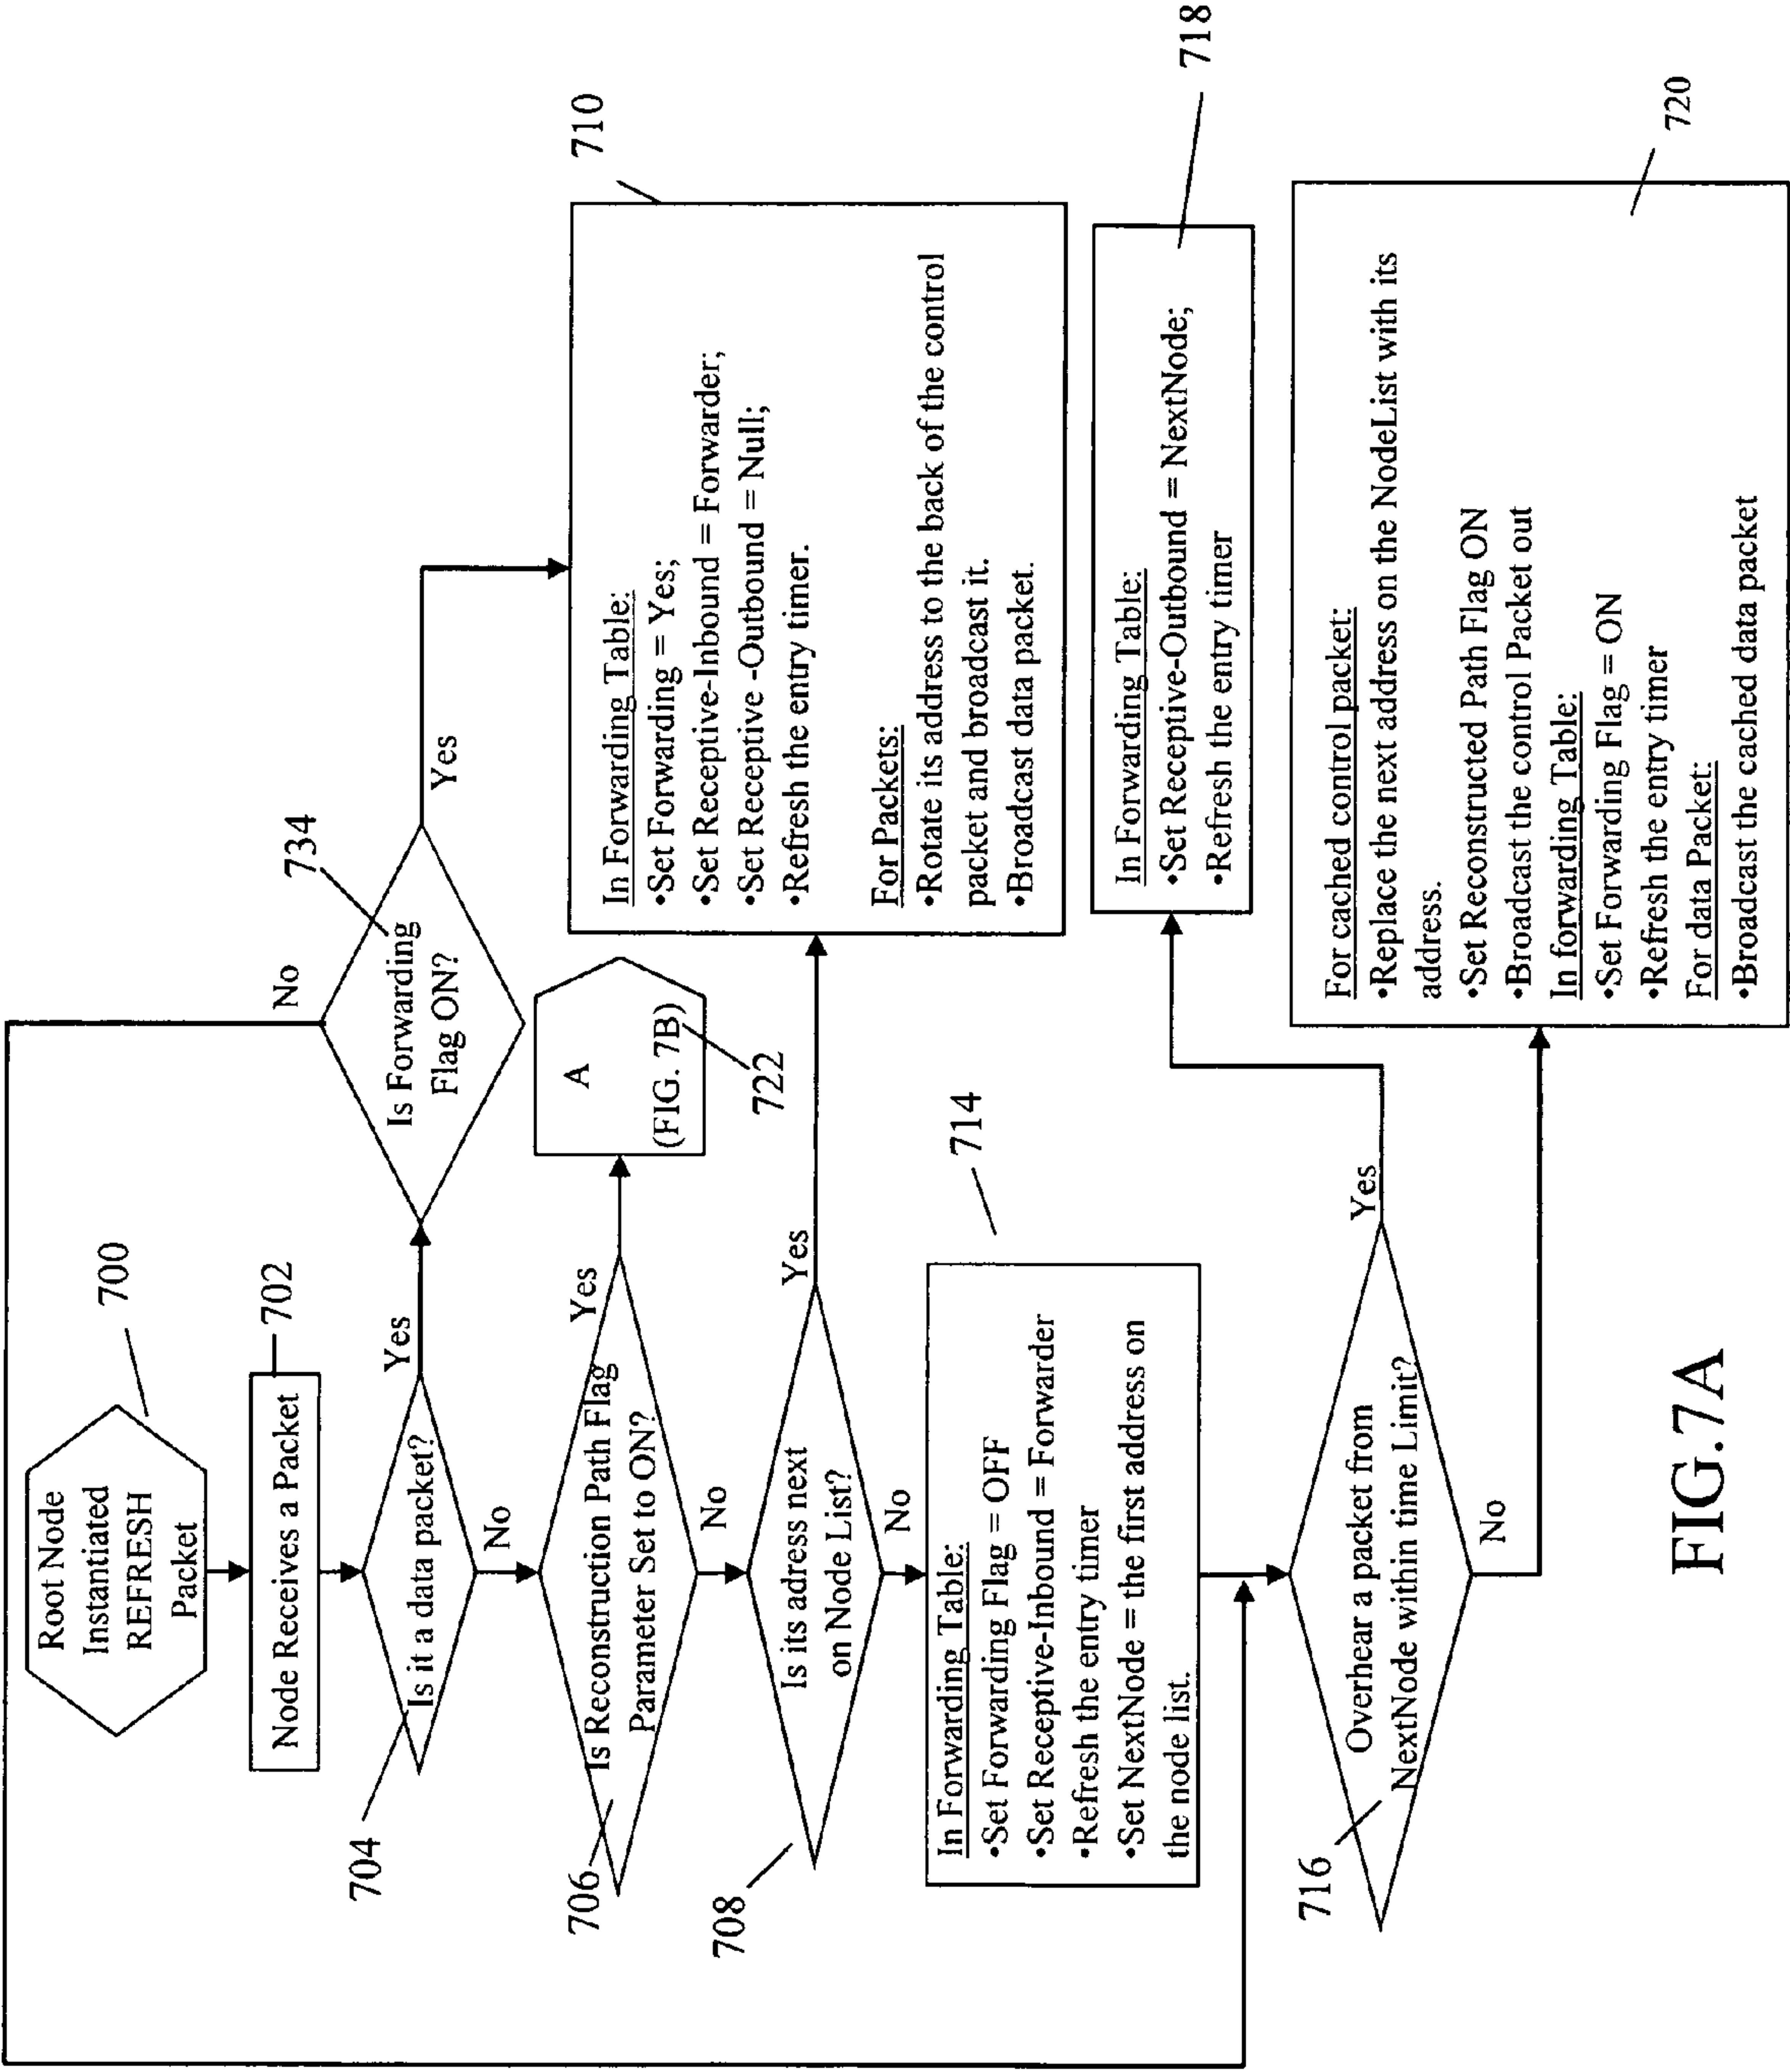 Root Node
Instantiated
REFRESH
Packet
700
Node Receives a Packet
702
Is it a data packet?
704
Yes
No
Is Forwarding
Flag ON?
734
No
Yes
Is Reconstruction Path Flag
Parameter Set to ON?
706
Yes
No
A
(FIG. 7B)
722
Is its adress next
on Node List?
708
Yes
No
710
In Forwarding Table:
•Set Forwarding = Yes;
•Set Receptive-Inbound = Forwarder;
•Set Receptive -Outbound = Null;
•Refresh the entry timer.
For Packets:
•Rotate its address to the back of the control
packet and broadcast it.
•Broadcast data packet.
714
In Forwarding Table:
•Set Forwarding Flag = OFF
•Set Receptive-Inbound = Forwarder
•Refresh the entry timer
•Set NextNode = the first address on
the node list.
Overhear a packet from
NextNode within time Limit?
716
Yes
No
718
In Forwarding Table:
•Set Receptive-Outbound = NextNode;
•Refresh the entry timer
720
For cached control packet:
•Replace the next address on the NodeList with its
address.
•Set Reconstructed Path Flag ON
•Broadcast the control Packet out
In forwarding Table:
•Set Forwarding Flag = ON
•Refresh the entry timer
For data Packet:
•Broadcast the cached data packet
FIG.7A